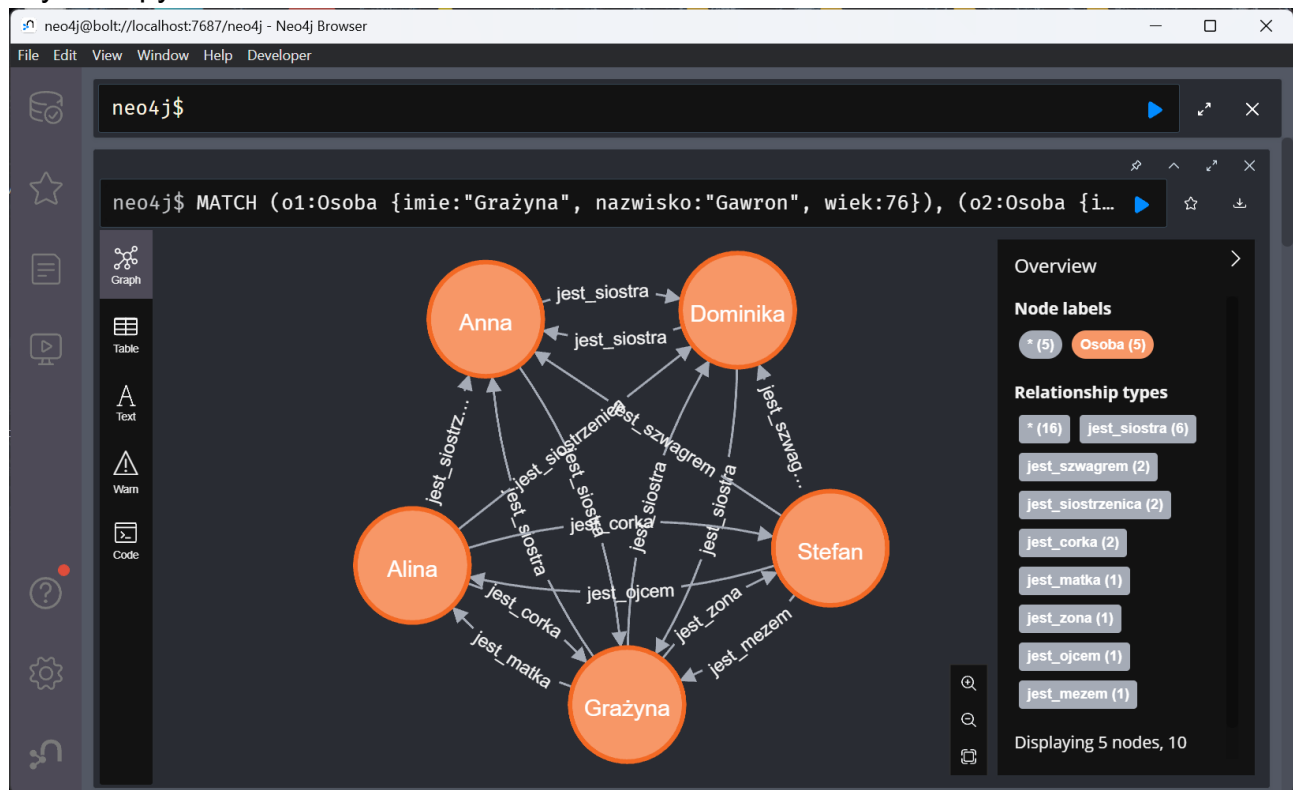 neo4j@bolt://localhost:7687/neo4j - Neo4j Browser
File Edit View Window Help Developer
neo4j$
neo4j$ MATCH (o1:Osoba {imie:"Grażyna", nazwisko:"Gawron", wiek:76}), (o2:Osoba {i…
Graph
Table
Text
Warn
Code
Anna
jest_siostra
Dominika
jest_siostra
jest_siostrz…
jest_siostrzenica
jest_szwagrem
jest_szwag…
jest_siostra
jest_siostra
jest_siostra
jest_siostra
jest_corka
Alina
Stefan
jest_ojcem
jest_corka
jest_zona
jest_matka
jest_mezem
Grażyna
Overview
Node labels
* (5) Osoba (5)
Relationship types
* (16) jest_siostra (6)
jest_szwagrem (2)
jest_siostrzenica (2)
jest_corka (2)
jest_matka (1)
jest_zona (1)
jest_ojcem (1)
jest_mezem (1)
Displaying 5 nodes, 10